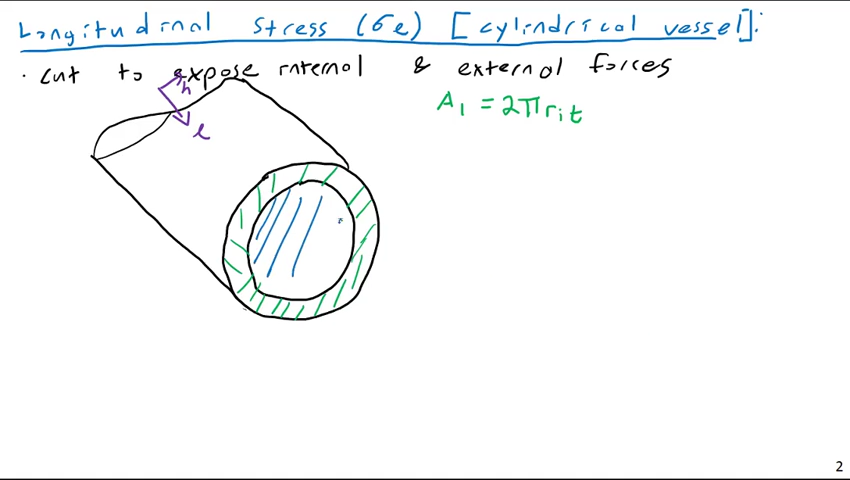 Longitudinal Stress (σℓ) [cylindrical vessel]:
· cut to expose internal & external forces
A₁ = 2πrᵢt
h
ℓ
2